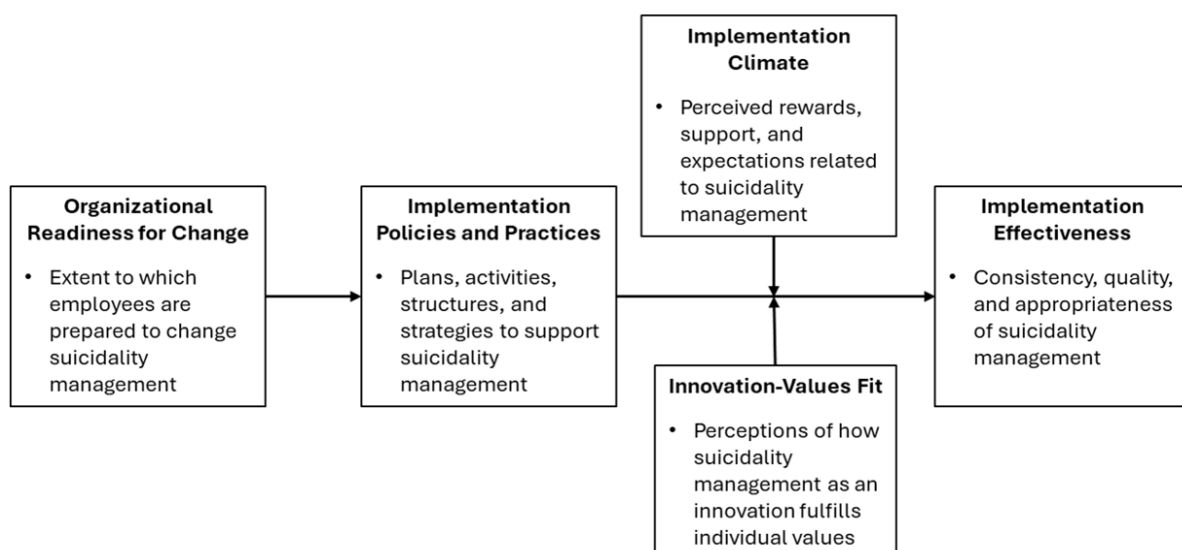 Implementation
Climate
• Perceived rewards,
support, and
expectations related
to suicidality
management
Organizational
Readiness for Change
• Extent to which
employees are
prepared to change
suicidality
management
Implementation
Policies and Practices
• Plans, activities,
structures, and
strategies to support
suicidality
management
Implementation
Effectiveness
• Consistency, quality,
and appropriateness
of suicidality
management
Innovation-Values Fit
• Perceptions of how
suicidality
management as an
innovation fulfills
individual values